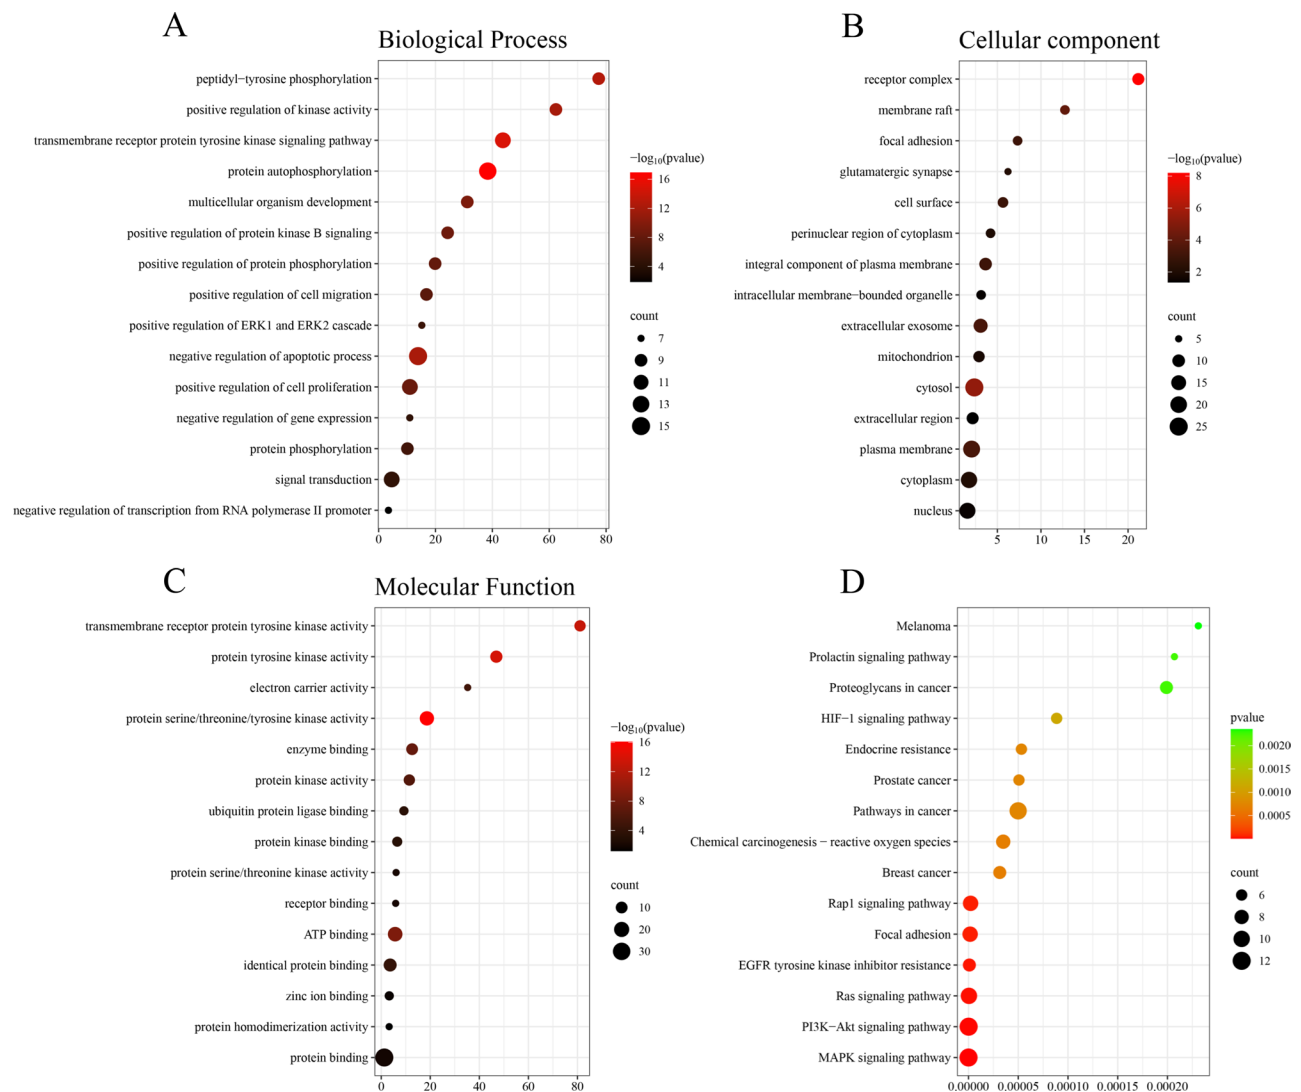 A
Biological Process
peptidyl−tyrosine phosphorylation
positive regulation of kinase activity
transmembrane receptor protein tyrosine kinase signaling pathway
protein autophosphorylation
multicellular organism development
positive regulation of protein kinase B signaling
positive regulation of protein phosphorylation
positive regulation of cell migration
positive regulation of ERK1 and ERK2 cascade
negative regulation of apoptotic process
positive regulation of cell proliferation
negative regulation of gene expression
protein phosphorylation
signal transduction
negative regulation of transcription from RNA polymerase II promoter
0 20 40 60 80
−log10(pvalue)
16
12
8
4
count
7
9
11
13
15
B
Cellular component
receptor complex
membrane raft
focal adhesion
glutamatergic synapse
cell surface
perinuclear region of cytoplasm
integral component of plasma membrane
intracellular membrane−bounded organelle
extracellular exosome
mitochondrion
cytosol
extracellular region
plasma membrane
cytoplasm
nucleus
5 10 15 20
−log10(pvalue)
8
6
4
2
count
5
10
15
20
25
C
Molecular Function
transmembrane receptor protein tyrosine kinase activity
protein tyrosine kinase activity
electron carrier activity
protein serine/threonine/tyrosine kinase activity
enzyme binding
protein kinase activity
ubiquitin protein ligase binding
protein kinase binding
protein serine/threonine kinase activity
receptor binding
ATP binding
identical protein binding
zinc ion binding
protein homodimerization activity
protein binding
0 20 40 60 80
−log10(pvalue)
16
12
8
4
count
10
20
30
D
Melanoma
Prolactin signaling pathway
Proteoglycans in cancer
HIF−1 signaling pathway
Endocrine resistance
Prostate cancer
Pathways in cancer
Chemical carcinogenesis − reactive oxygen species
Breast cancer
Rap1 signaling pathway
Focal adhesion
EGFR tyrosine kinase inhibitor resistance
Ras signaling pathway
PI3K−Akt signaling pathway
MAPK signaling pathway
0.00000 0.00005 0.00010 0.00015 0.00020
pvalue
0.0020
0.0015
0.0010
0.0005
count
6
8
10
12